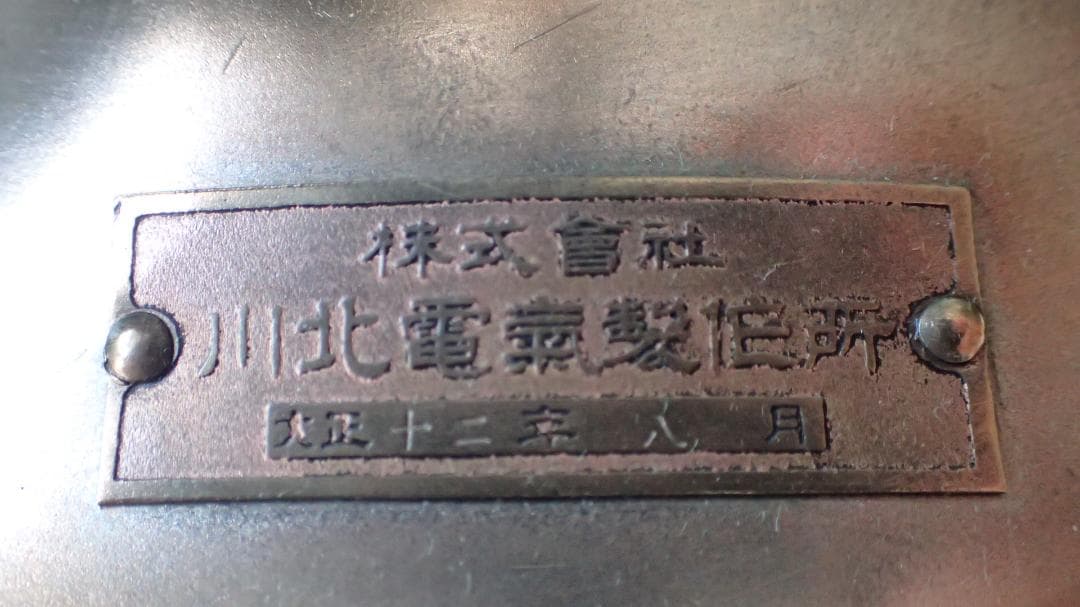 株式會社
川北電氣製作所
大正十二年八月